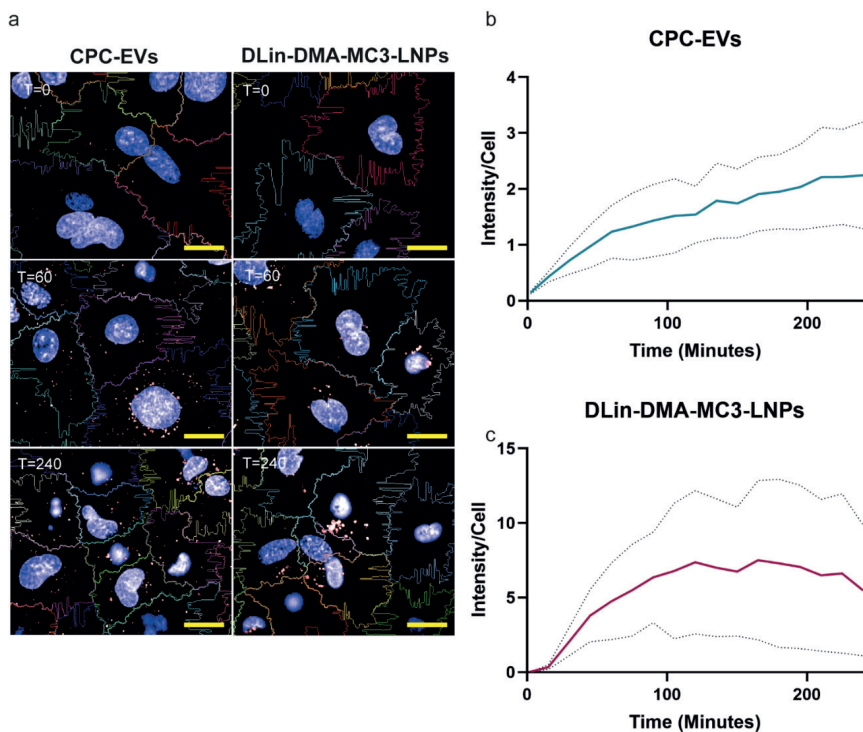 a
CPC-EVs
DLin-DMA-MC3-LNPs
T=0
T=0
T=60
T=60
T=240
T=240
b
CPC-EVs
Intensity/Cell
4
3
2
1
0
0
100
200
Time (Minutes)
c
DLin-DMA-MC3-LNPs
Intensity/Cell
15
10
5
0
0
100
200
Time (Minutes)